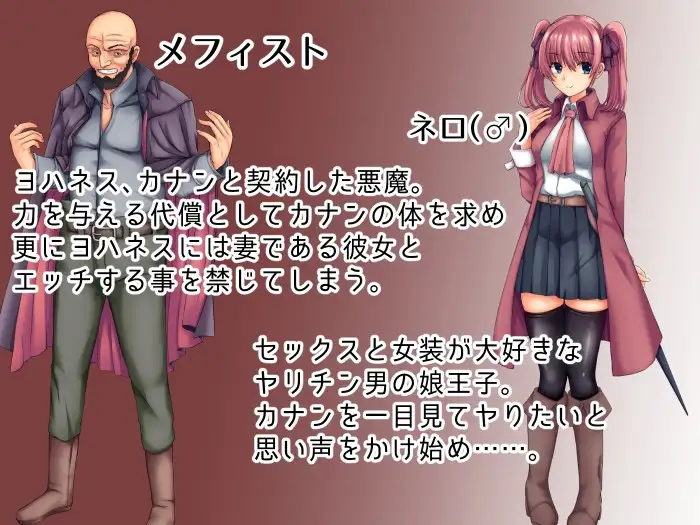 メフィスト
ネロ(♂)
ヨハネス、カナンと契約した悪魔。
力を与える代償としてカナンの体を求め
更にヨハネスには妻である彼女と
エッチする事を禁じてしまう。
セックスと女装が大好きな
ヤリチン男の娘王子。
カナンを一目見てヤりたいと
思い声をかけ始め……。